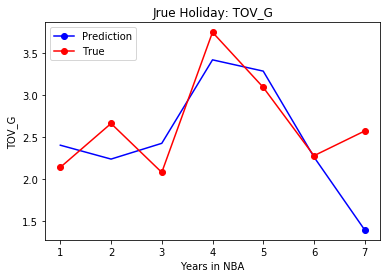 Jrue Holiday: TOV_G
Prediction
True
TOV_G
3.5
3.0
2.5
2.0
1.5
1 2 3 4 5 6 7
Years in NBA